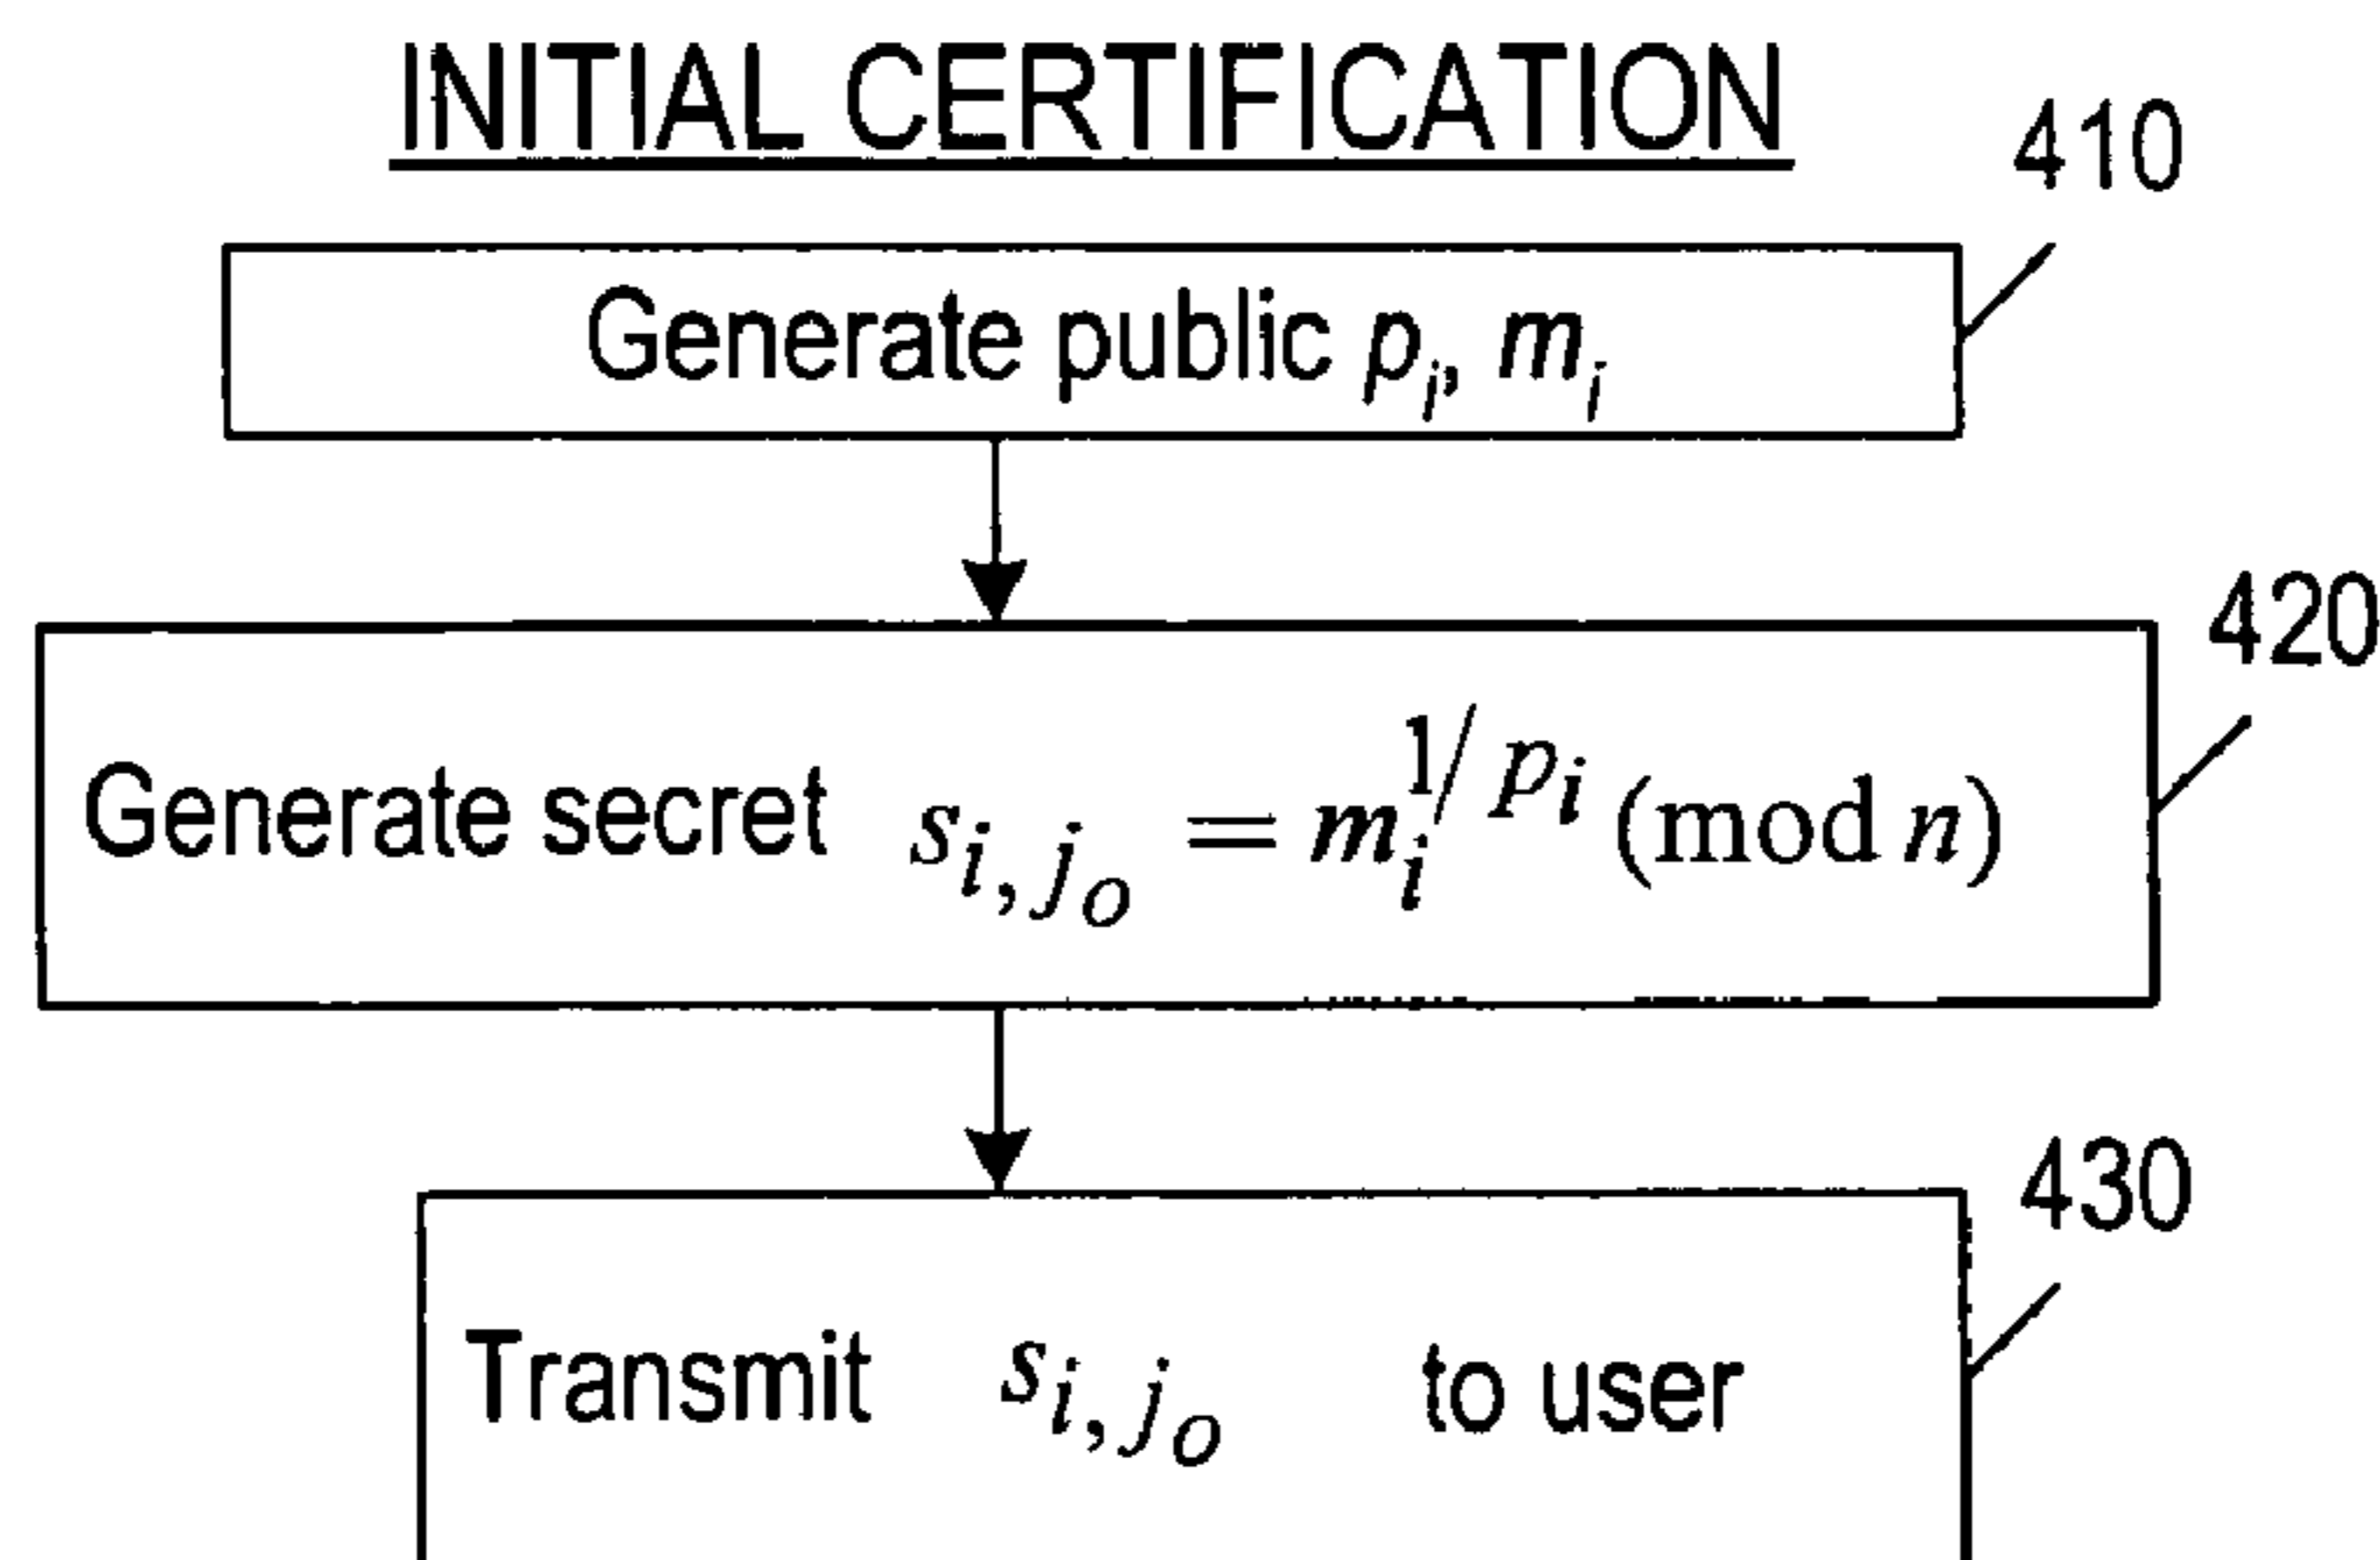 INITIAL CERTIFICATION
410
Generate public p_i, m_i
420
Generate secret s_{i,j_o} = m_i^{1/p_i} (mod n)
430
Transmit s_{i,j_o} to user